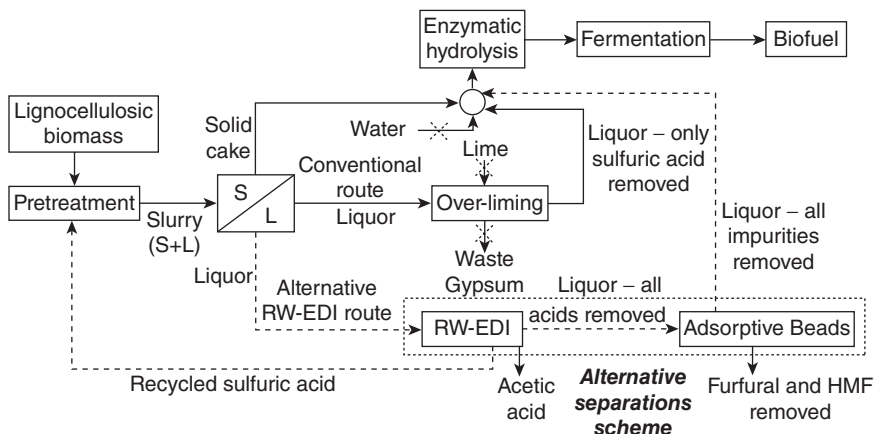 Enzymatic
hydrolysis
Fermentation
Biofuel
Lignocellulosic
biomass
Solid
cake
Water
Lime
Liquor – only
sulfuric acid
removed
Pretreatment
Slurry
(S+L)
S
L
Conventional
route
Liquor
Over-liming
Waste
Gypsum
Liquor – all
impurities
removed
Liquor
Alternative
RW-EDI route
Liquor – all
acids removed
RW-EDI
Adsorptive Beads
Recycled sulfuric acid
Acetic
acid
Alternative
separations
scheme
Furfural and HMF
removed